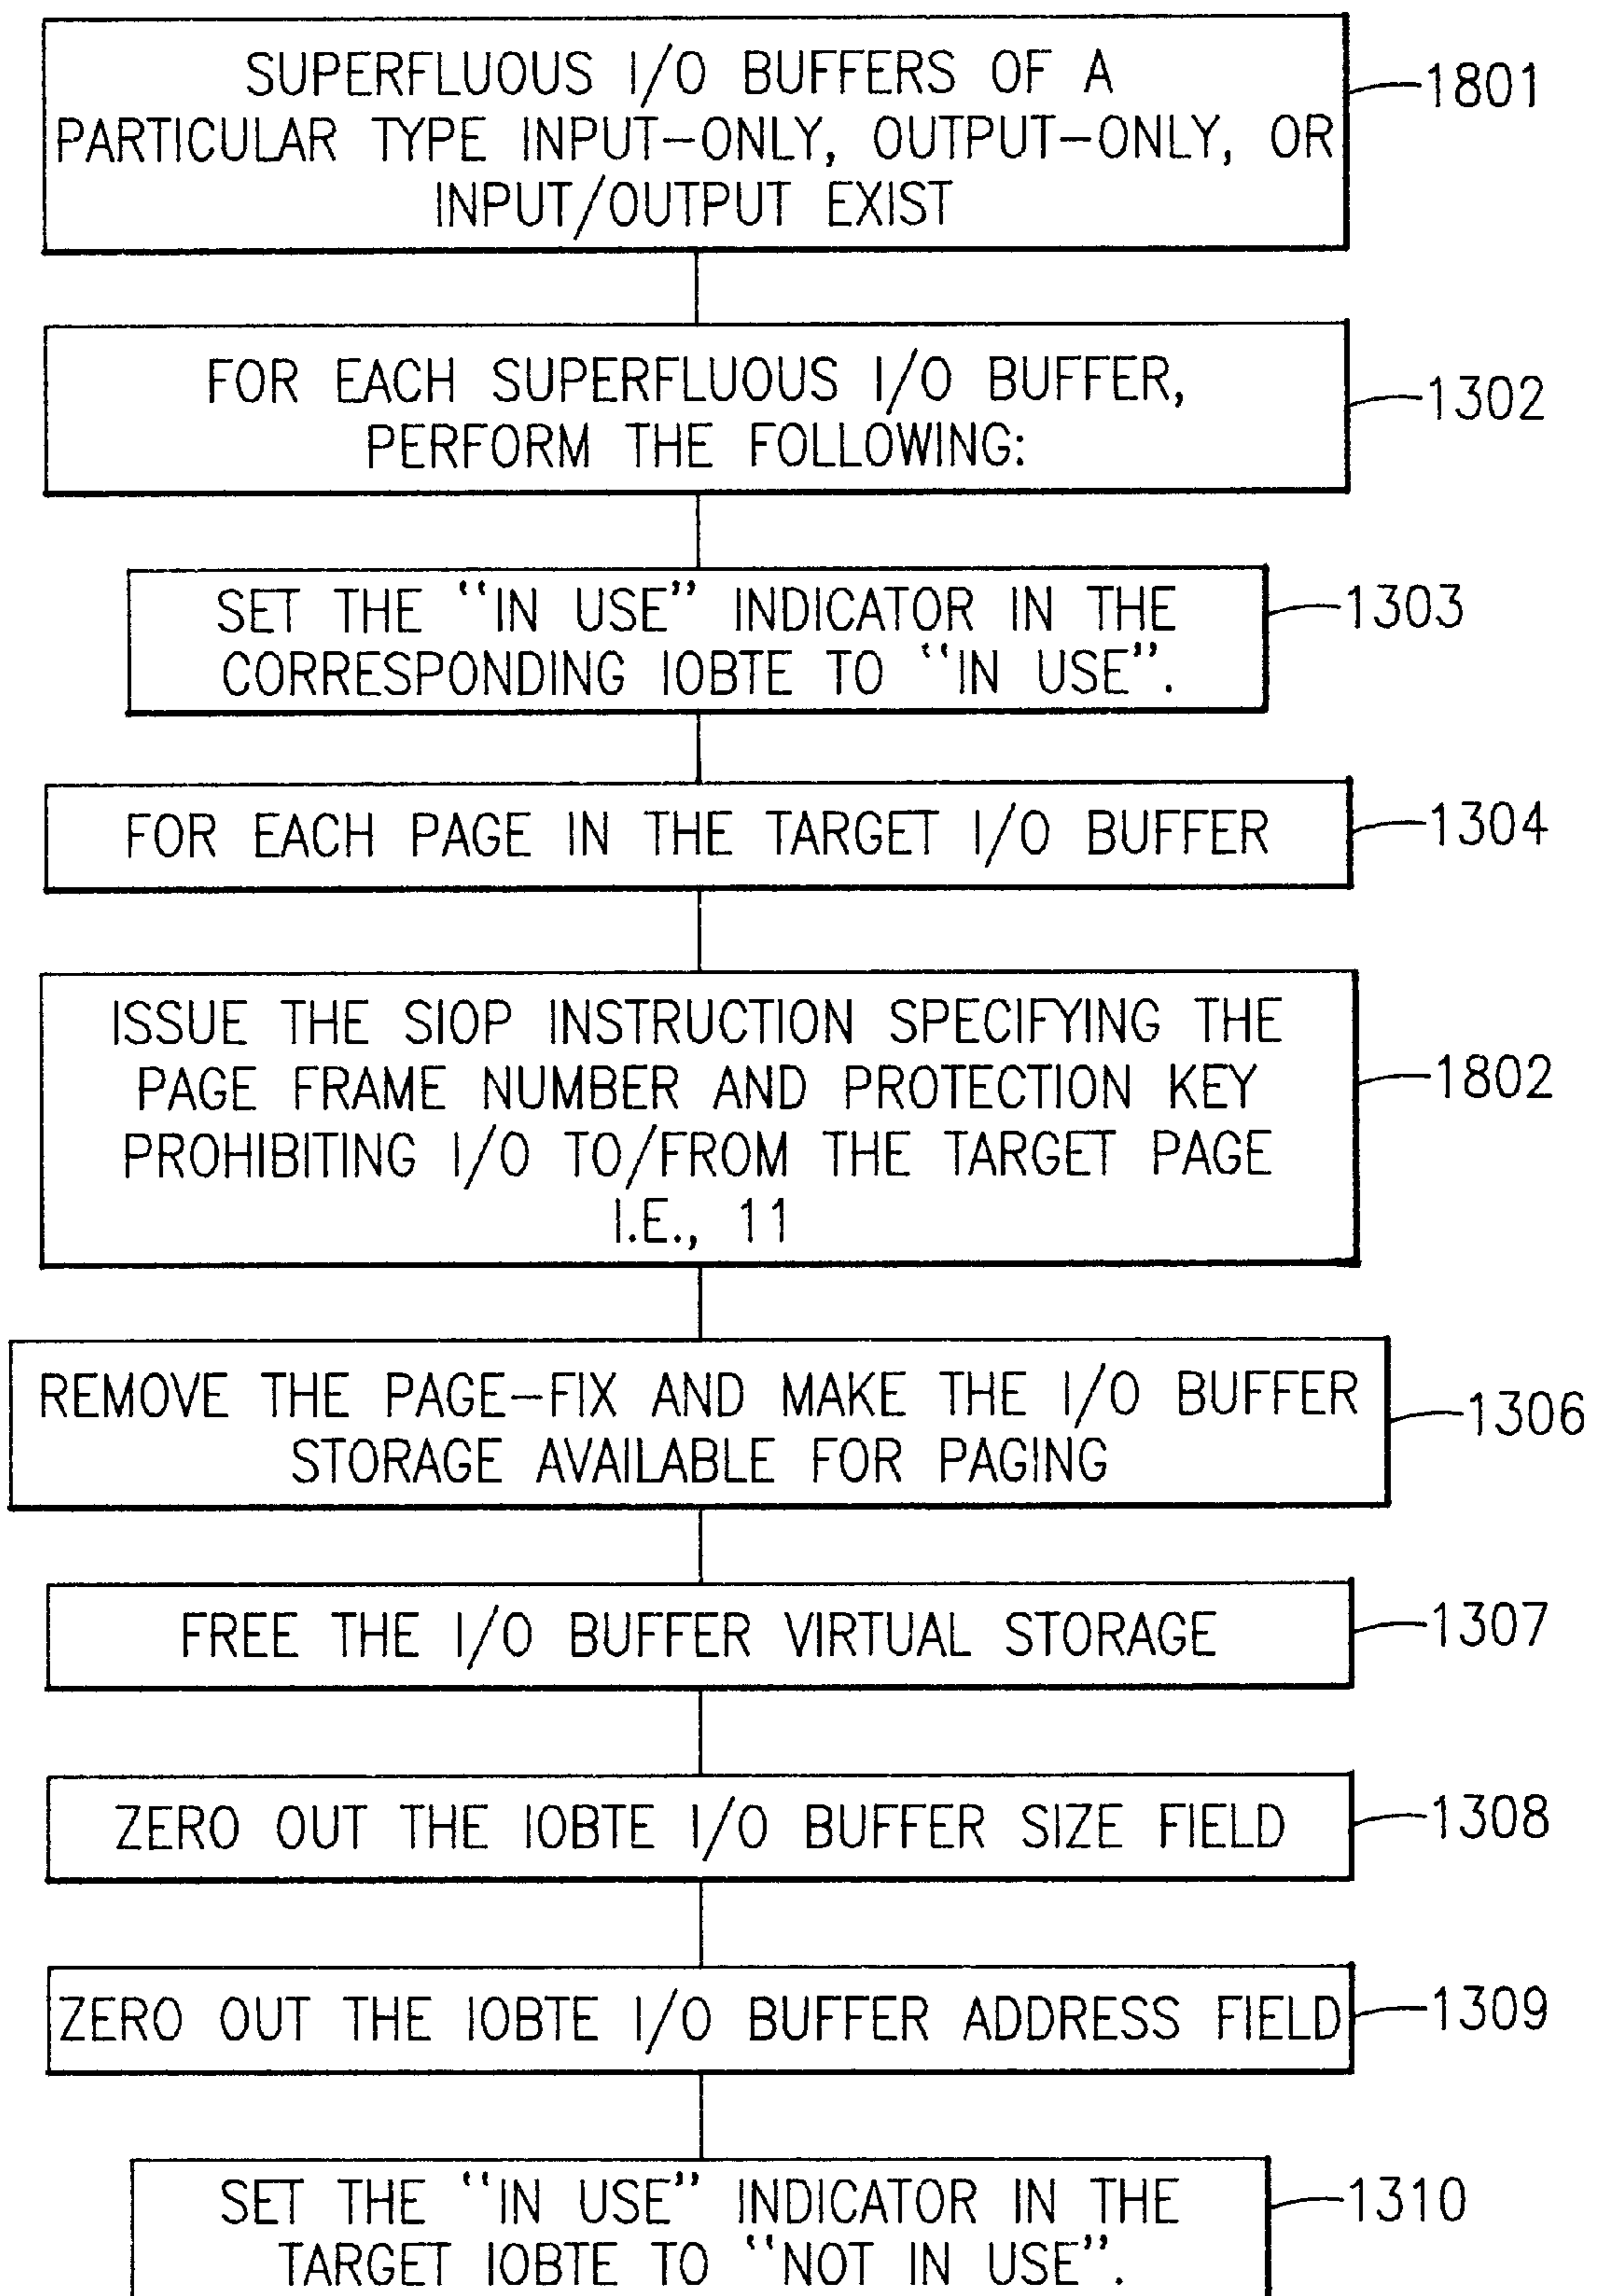 SUPERFLUOUS I/O BUFFERS OF A
PARTICULAR TYPE INPUT-ONLY, OUTPUT-ONLY, OR
INPUT/OUTPUT EXIST
1801
FOR EACH SUPERFLUOUS I/O BUFFER,
PERFORM THE FOLLOWING:
1302
SET THE “IN USE” INDICATOR IN THE
CORRESPONDING IOBTE TO “IN USE”.
1303
FOR EACH PAGE IN THE TARGET I/O BUFFER
1304
ISSUE THE SIOP INSTRUCTION SPECIFYING THE
PAGE FRAME NUMBER AND PROTECTION KEY
PROHIBITING I/O TO/FROM THE TARGET PAGE
I.E., 11
1802
REMOVE THE PAGE-FIX AND MAKE THE I/O BUFFER
STORAGE AVAILABLE FOR PAGING
1306
FREE THE I/O BUFFER VIRTUAL STORAGE
1307
ZERO OUT THE IOBTE I/O BUFFER SIZE FIELD
1308
ZERO OUT THE IOBTE I/O BUFFER ADDRESS FIELD
1309
SET THE “IN USE” INDICATOR IN THE
TARGET IOBTE TO “NOT IN USE”.
1310